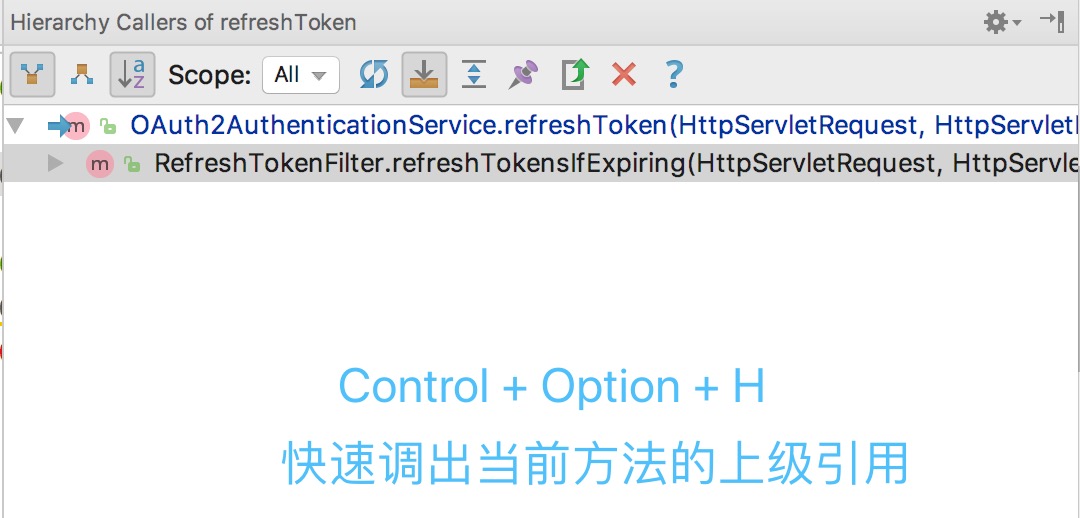 Hierarchy Callers of refreshToken
a
z
Scope: All
?
m OAuth2AuthenticationService.refreshToken(HttpServletRequest, HttpServletI
m RefreshTokenFilter.refreshTokensIfExpiring(HttpServletRequest, HttpServle
Control + Option + H
快速调出当前方法的上级引用